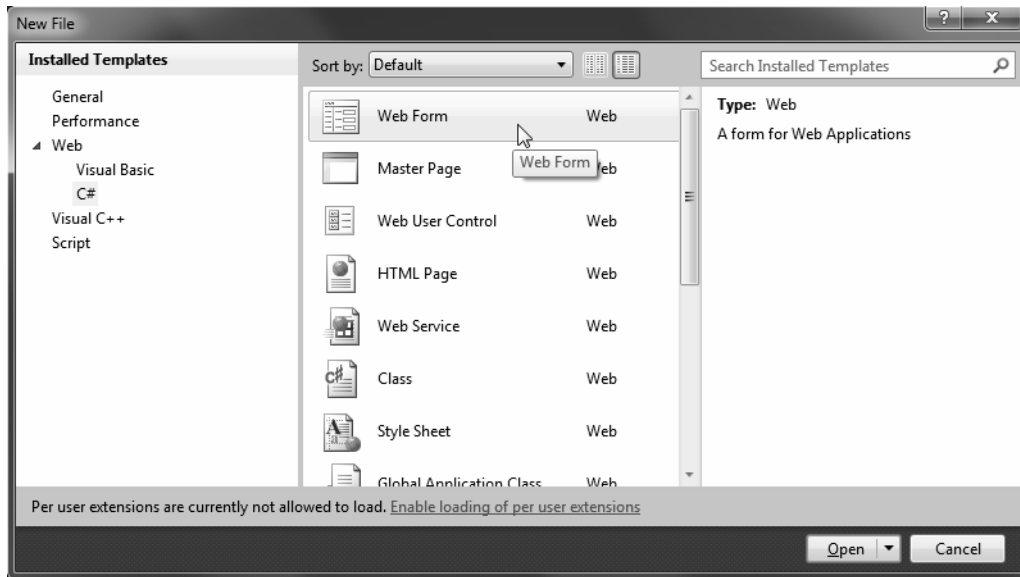 New File
Installed Templates
Sort by: Default
Search Installed Templates
General
Performance
Web
Visual Basic
C#
Visual C++
Script
Web Form Web
Web Form
Master Page Web
Web User Control Web
HTML Page Web
Web Service Web
Class Web
Style Sheet Web
Global Application Class Web
Type: Web
A form for Web Applications
Per user extensions are currently not allowed to load. Enable loading of per user extensions
Open
Cancel